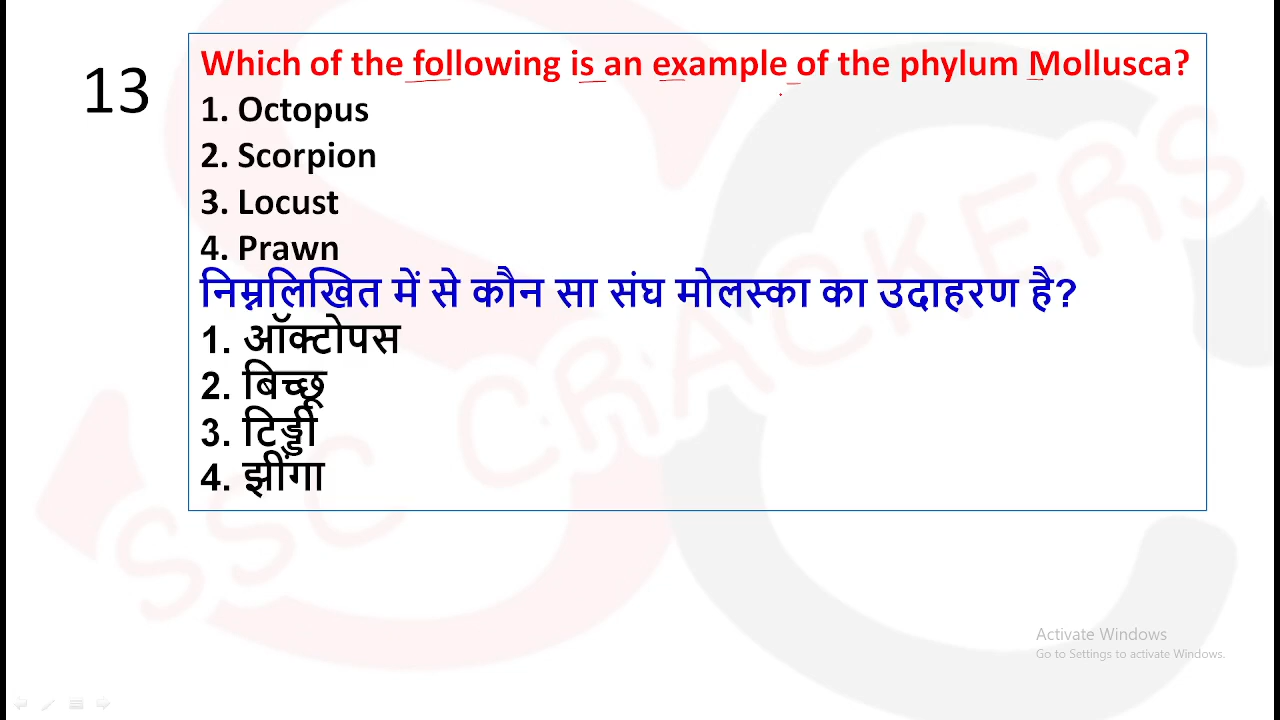 13
Which of the following is an example of the phylum Mollusca?
1. Octopus
2. Scorpion
3. Locust
4. Prawn
निम्नलिखित में से कौन सा संघ मोलस्का का उदाहरण है?
1. ऑक्टोपस
2. बिच्छू
3. टिड्डी
4. झींगा
SSC CRACKERS
Activate Windows
Go to Settings to activate Windows.